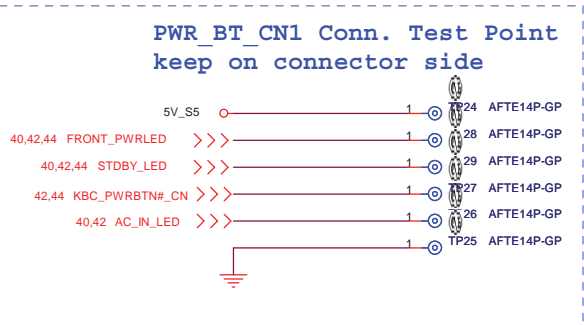 PWR_BT_CN1 Conn. Test Point
keep on connector side
5V_S5 1 TP24 AFTE14P-GP
40,42,44 FRONT_PWRLED 1 28 AFTE14P-GP
40,42,44 STDBY_LED 1 29 AFTE14P-GP
42,44 KBC_PWRBTN#_CN 1 TP27 AFTE14P-GP
40,42 AC_IN_LED 1 26 AFTE14P-GP
1 TP25 AFTE14P-GP